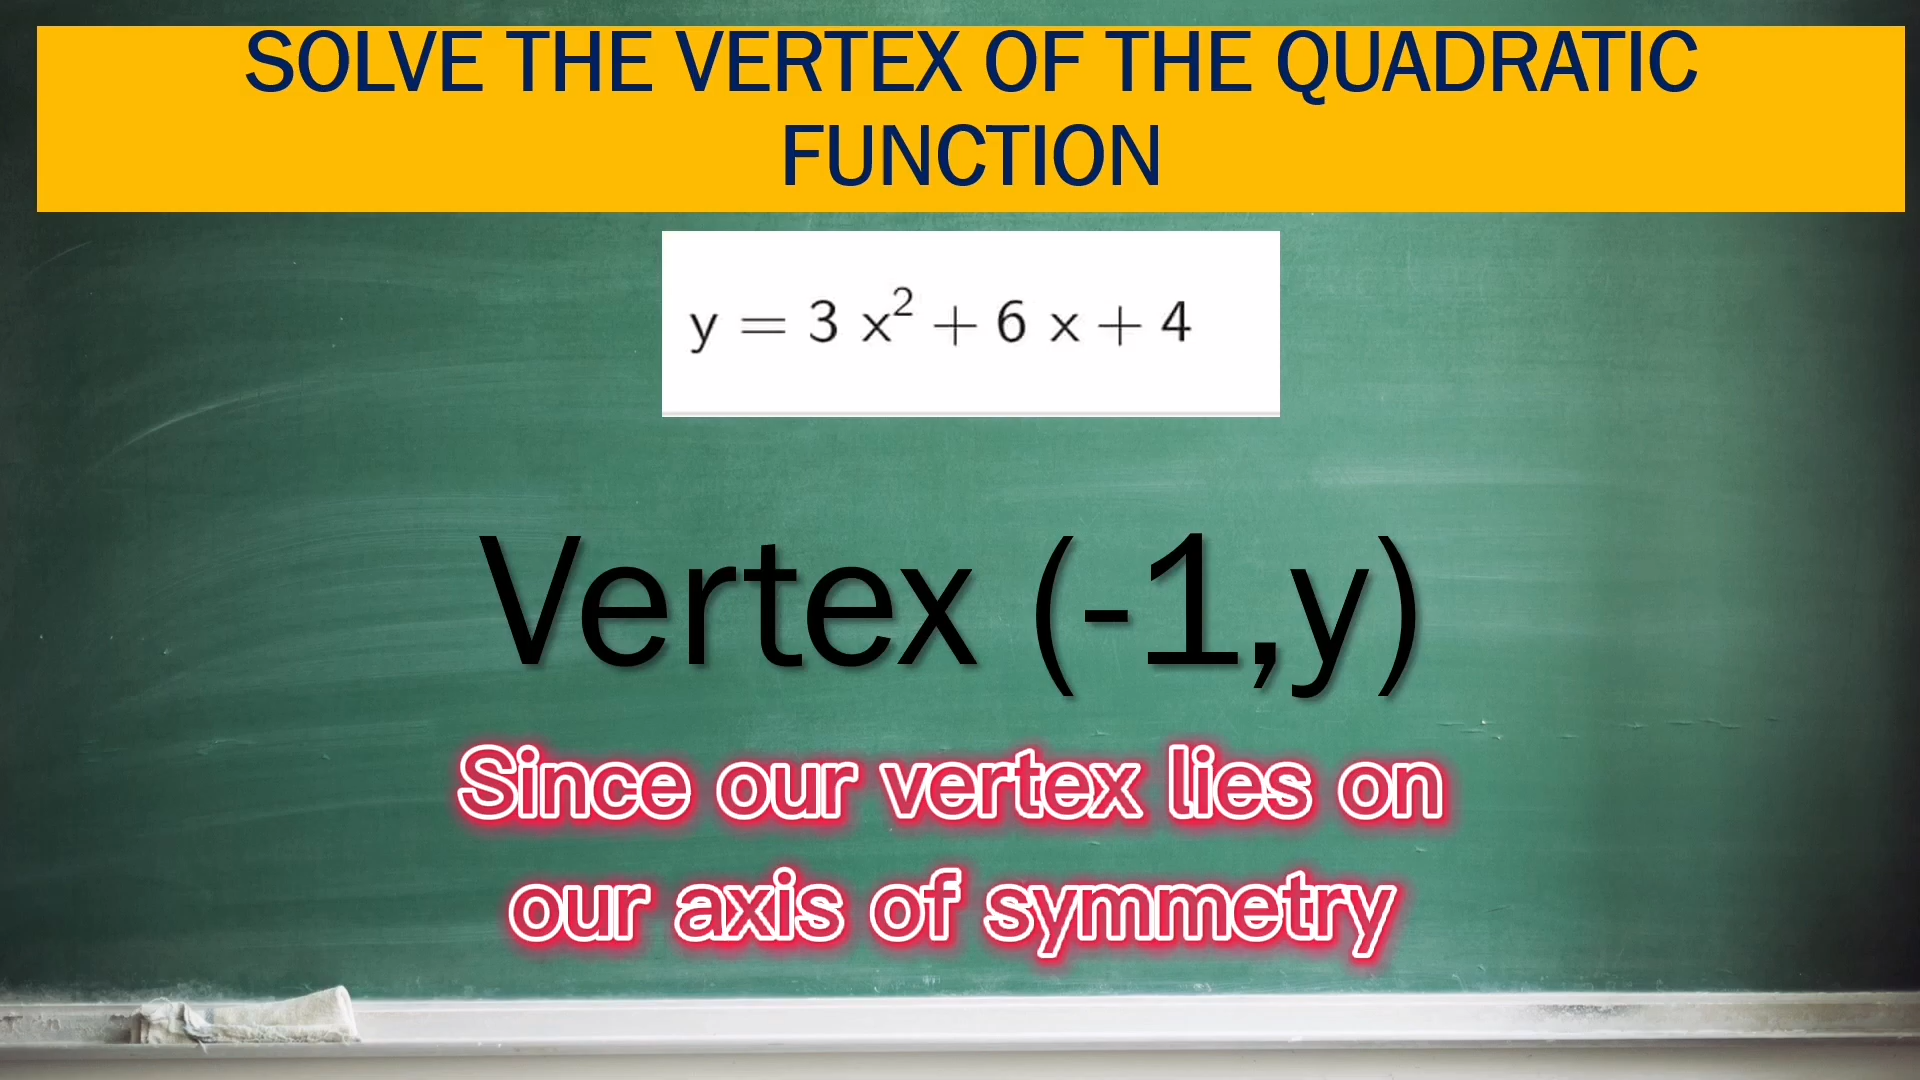 SOLVE THE VERTEX OF THE QUADRATIC
FUNCTION
y = 3 x² + 6 x + 4
Vertex (-1,y)
Since our vertex lies on
our axis of symmetry